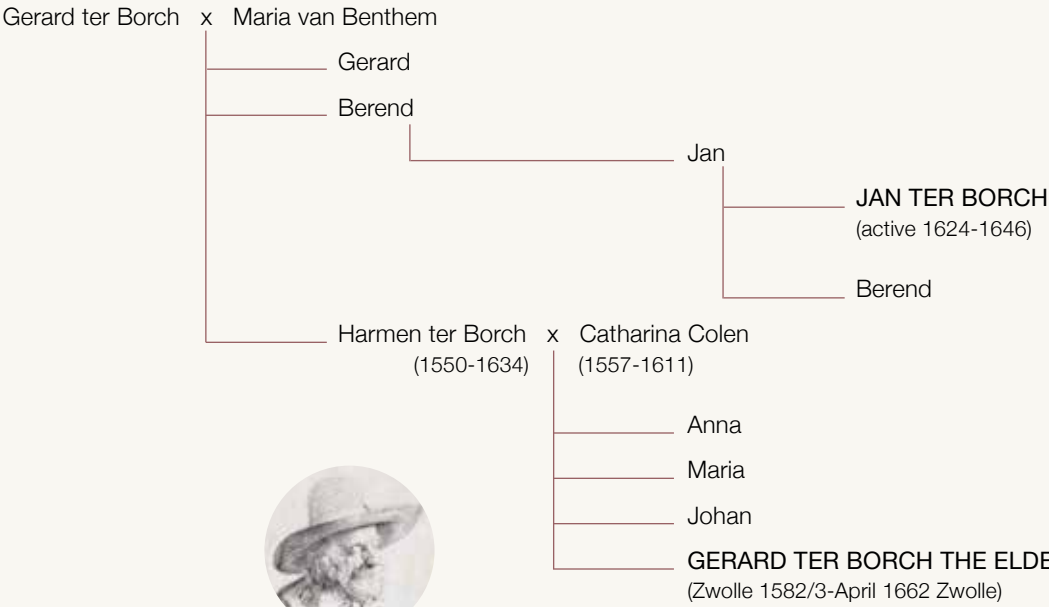 Gerard ter Borch x Maria van Benthem
Gerard
Berend
Jan
JAN TER BORCH
(active 1624-1646)
Berend
Harmen ter Borch x Catharina Colen
(1550-1634) (1557-1611)
Anna
Maria
Johan
GERARD TER BORCH THE ELDE
(Zwolle 1582/3-April 1662 Zwolle)